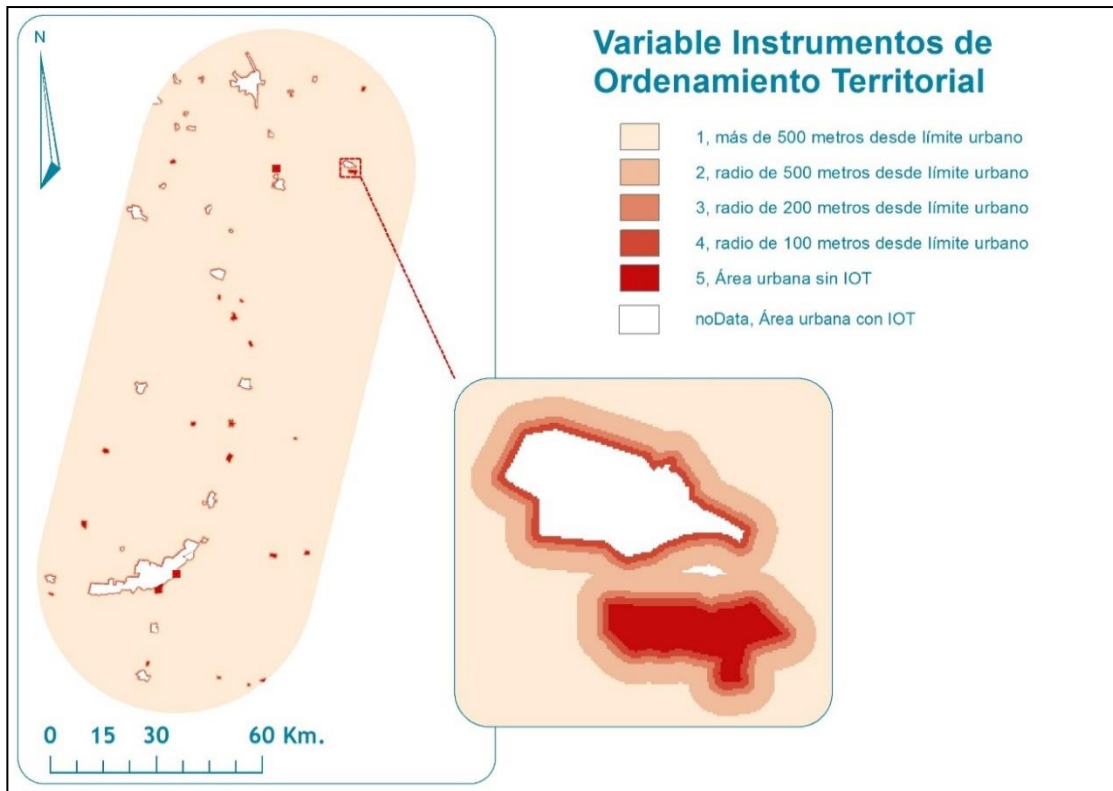 N
Variable Instrumentos de
Ordenamiento Territorial
1, más de 500 metros desde límite urbano
2, radio de 500 metros desde límite urbano
3, radio de 200 metros desde límite urbano
4, radio de 100 metros desde límite urbano
5, Área urbana sin IOT
noData, Área urbana con IOT
0 15 30 60 Km.